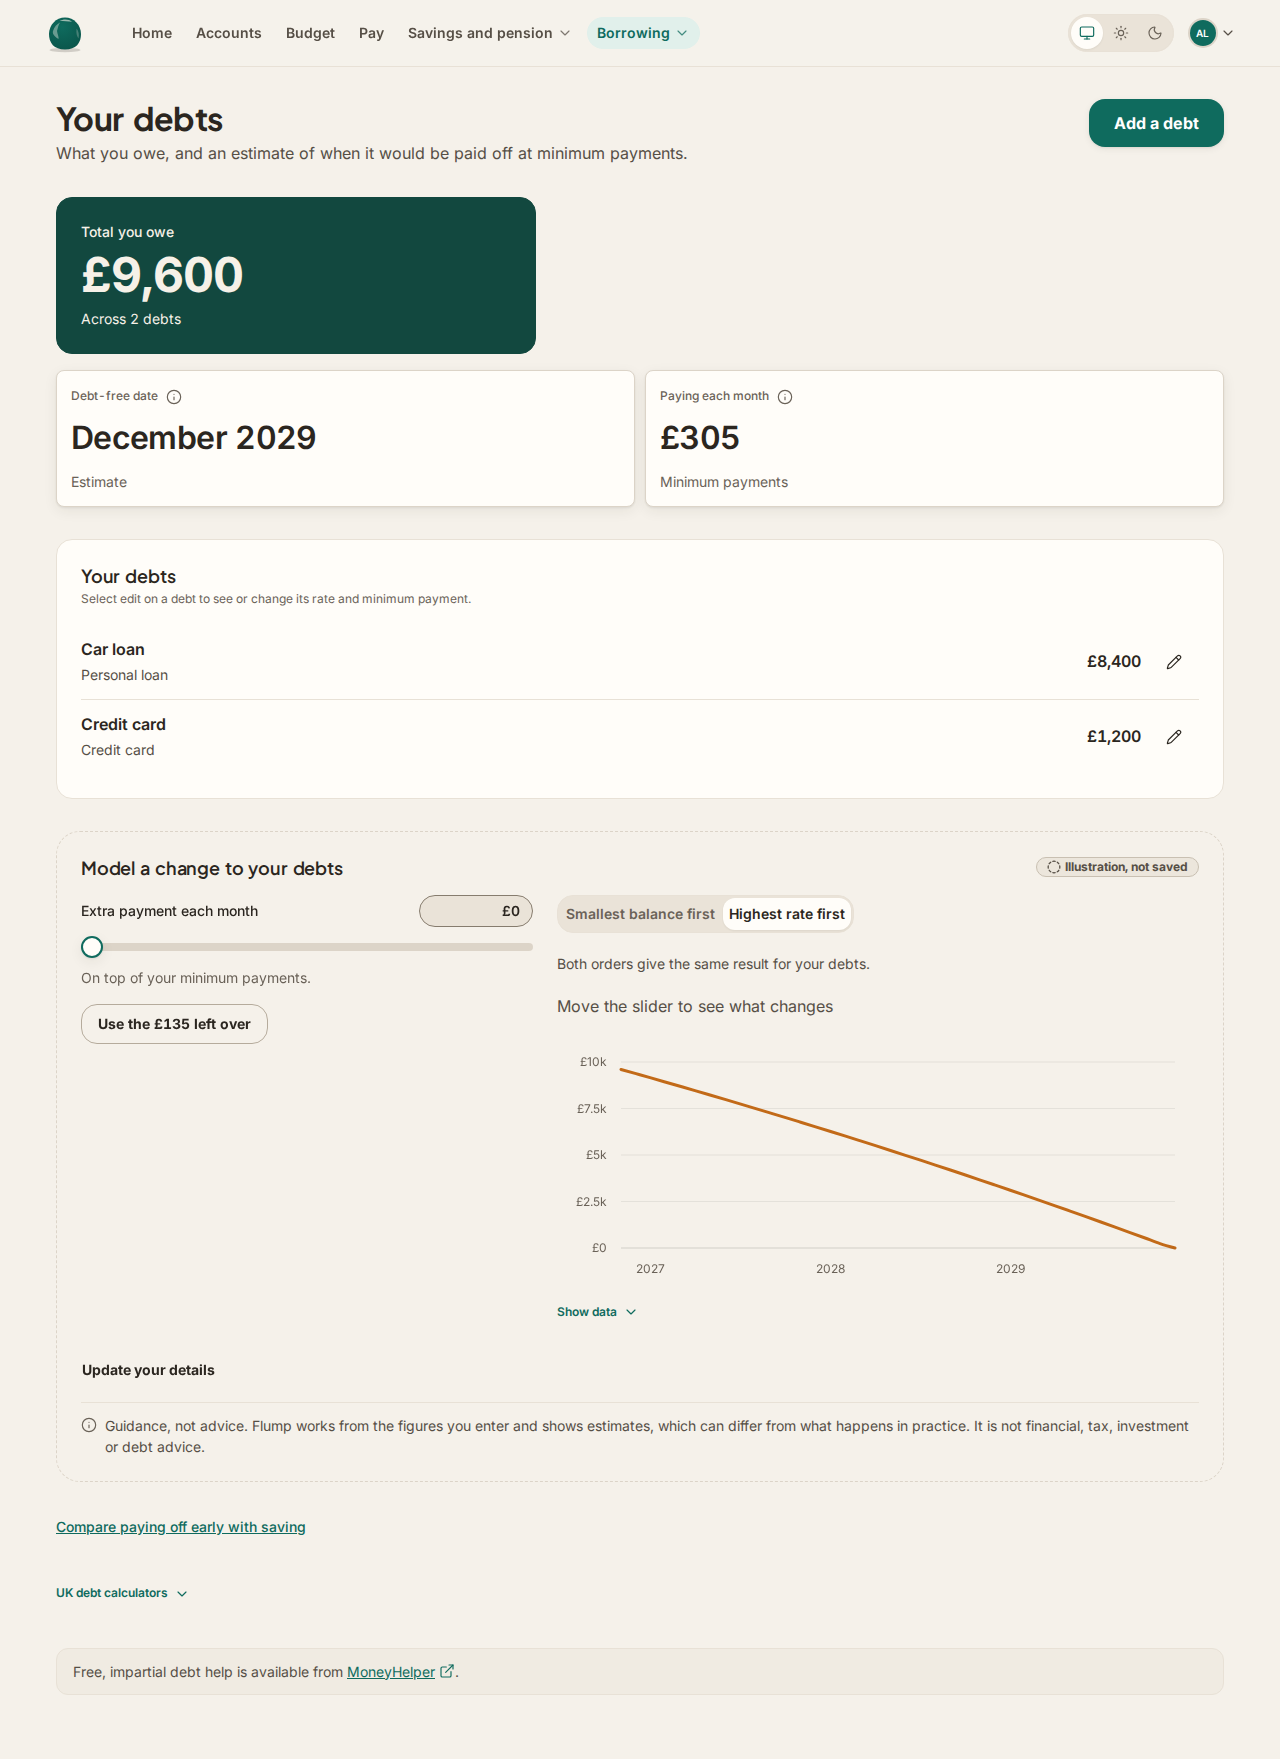 Home Accounts Budget Pay Savings and pension Borrowing AL
Your debts
Add a debt
What you owe, and an estimate of when it would be paid off at minimum payments.
Total you owe
£9,600
Across 2 debts
Debt-free date
December 2029
Estimate
Paying each month
£305
Minimum payments
Your debts
Select edit on a debt to see or change its rate and minimum payment.
Car loan
Personal loan
£8,400
Credit card
Credit card
£1,200
Model a change to your debts
Illustration, not saved
Extra payment each month £0
On top of your minimum payments.
Use the £135 left over
Smallest balance first Highest rate first
Both orders give the same result for your debts.
Move the slider to see what changes
£10k
£7.5k
£5k
£2.5k
£0
2027 2028 2029
Show data
Update your details
Guidance, not advice. Flump works from the figures you enter and shows estimates, which can differ from what happens in practice. It is not financial, tax, investment
or debt advice.
Compare paying off early with saving
UK debt calculators
Free, impartial debt help is available from MoneyHelper.